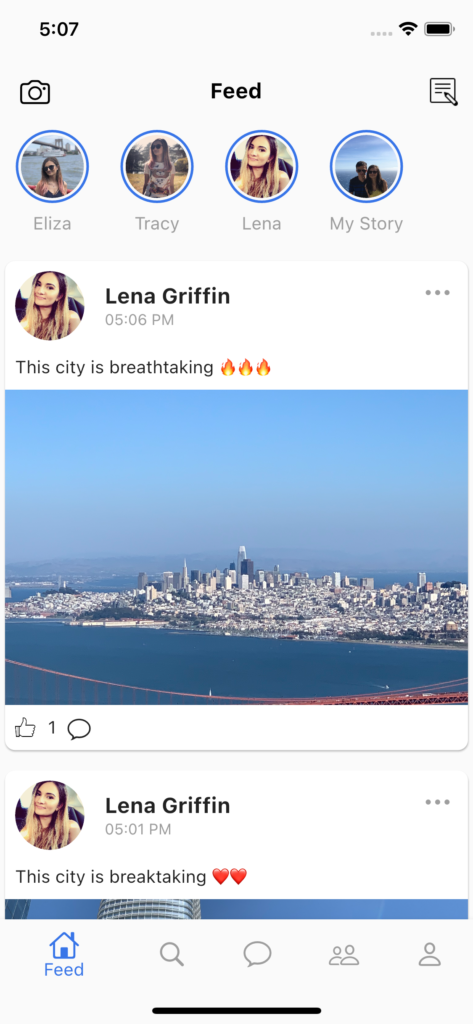 5:07
Feed
Eliza
Tracy
Lena
My Story
Lena Griffin
05:06 PM
This city is breathtaking 🔥🔥🔥
1
Lena Griffin
05:01 PM
This city is breaktaking ❤️❤️
Feed